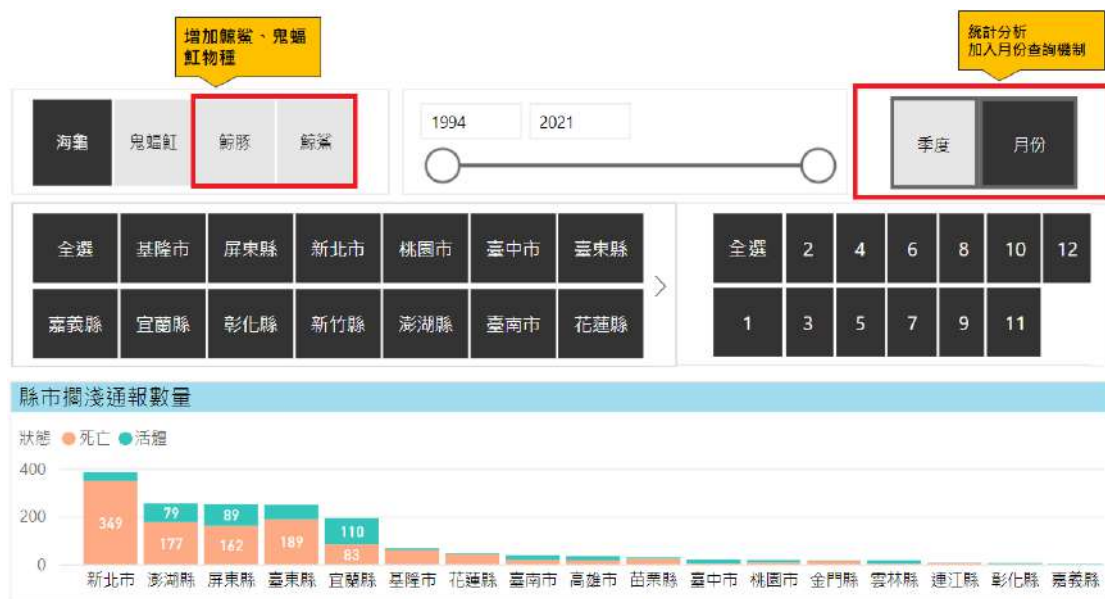 增加鯨鯊、鬼蝠
魟物種
統計分析
加入月份查詢機制
海龜
鬼蝠魟
鯨豚
鯨鯊
1994
2021
季度
月份
全選 基隆市 屏東縣 新北市 桃園市 臺中市 臺東縣
嘉義縣 宜蘭縣 彰化縣 新竹縣 澎湖縣 臺南市 花蓮縣
全選 2 4 6 8 10 12
1 3 5 7 9 11
縣市擱淺通報數量
狀態 死亡 活體
400
200
0
349
79
177
89
162
189
110
83
新北市 澎湖縣 屏東縣 臺東縣 宜蘭縣 基隆市 花蓮縣 臺南市 高雄市 苗栗縣 臺中市 桃園市 金門縣 雲林縣 連江縣 彰化縣 嘉義縣